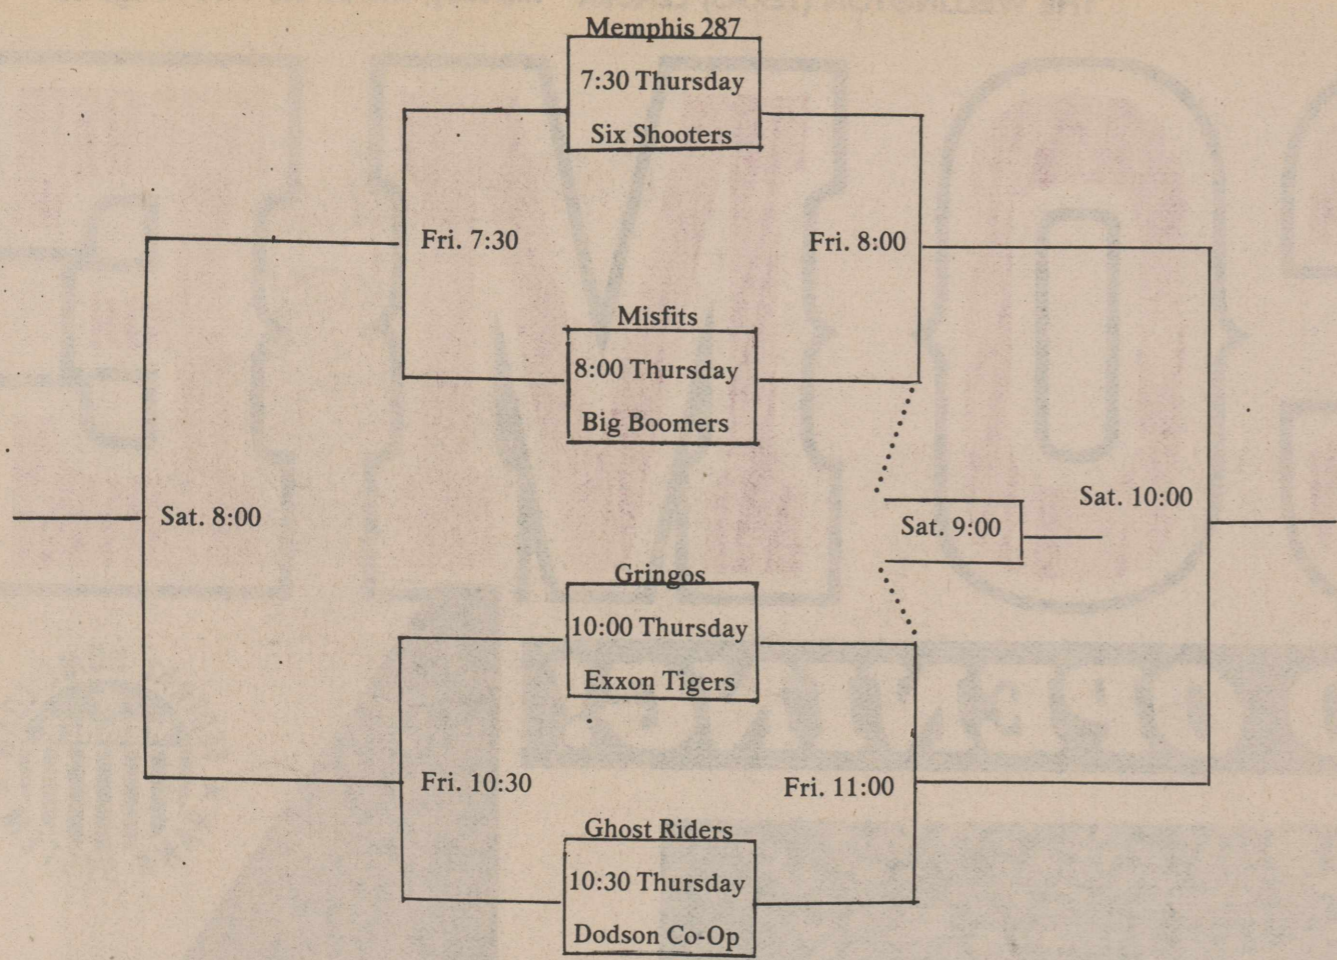 Memphis 287
7:30 Thursday
Six Shooters
Fri. 7:30
Fri. 8:00
Misfits
8:00 Thursday
Big Boomers
Sat. 8:00
Sat. 9:00
Sat. 10:00
Gringos
10:00 Thursday
Exxon Tigers
Fri. 10:30
Fri. 11:00
Ghost Riders
10:30 Thursday
Dodson Co-Op